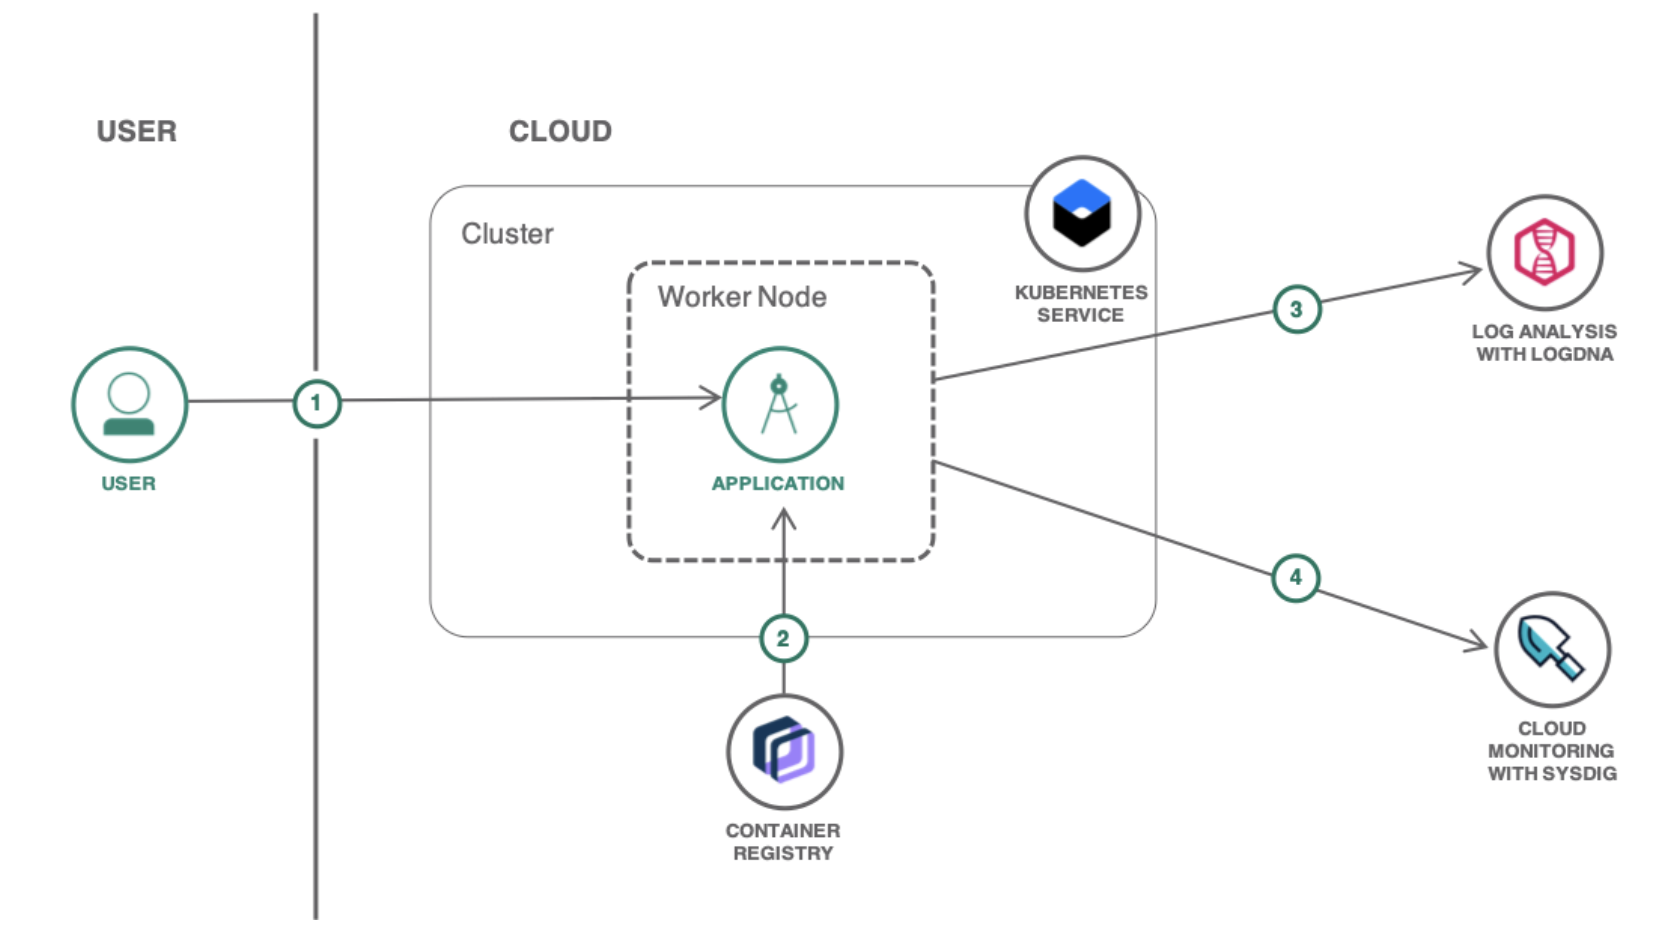 USER
CLOUD
Cluster
Worker Node
KUBERNETES
SERVICE
1
USER
APPLICATION
2
CONTAINER
REGISTRY
3
LOG ANALYSIS
WITH LOGDNA
4
CLOUD
MONITORING
WITH SYSDIG